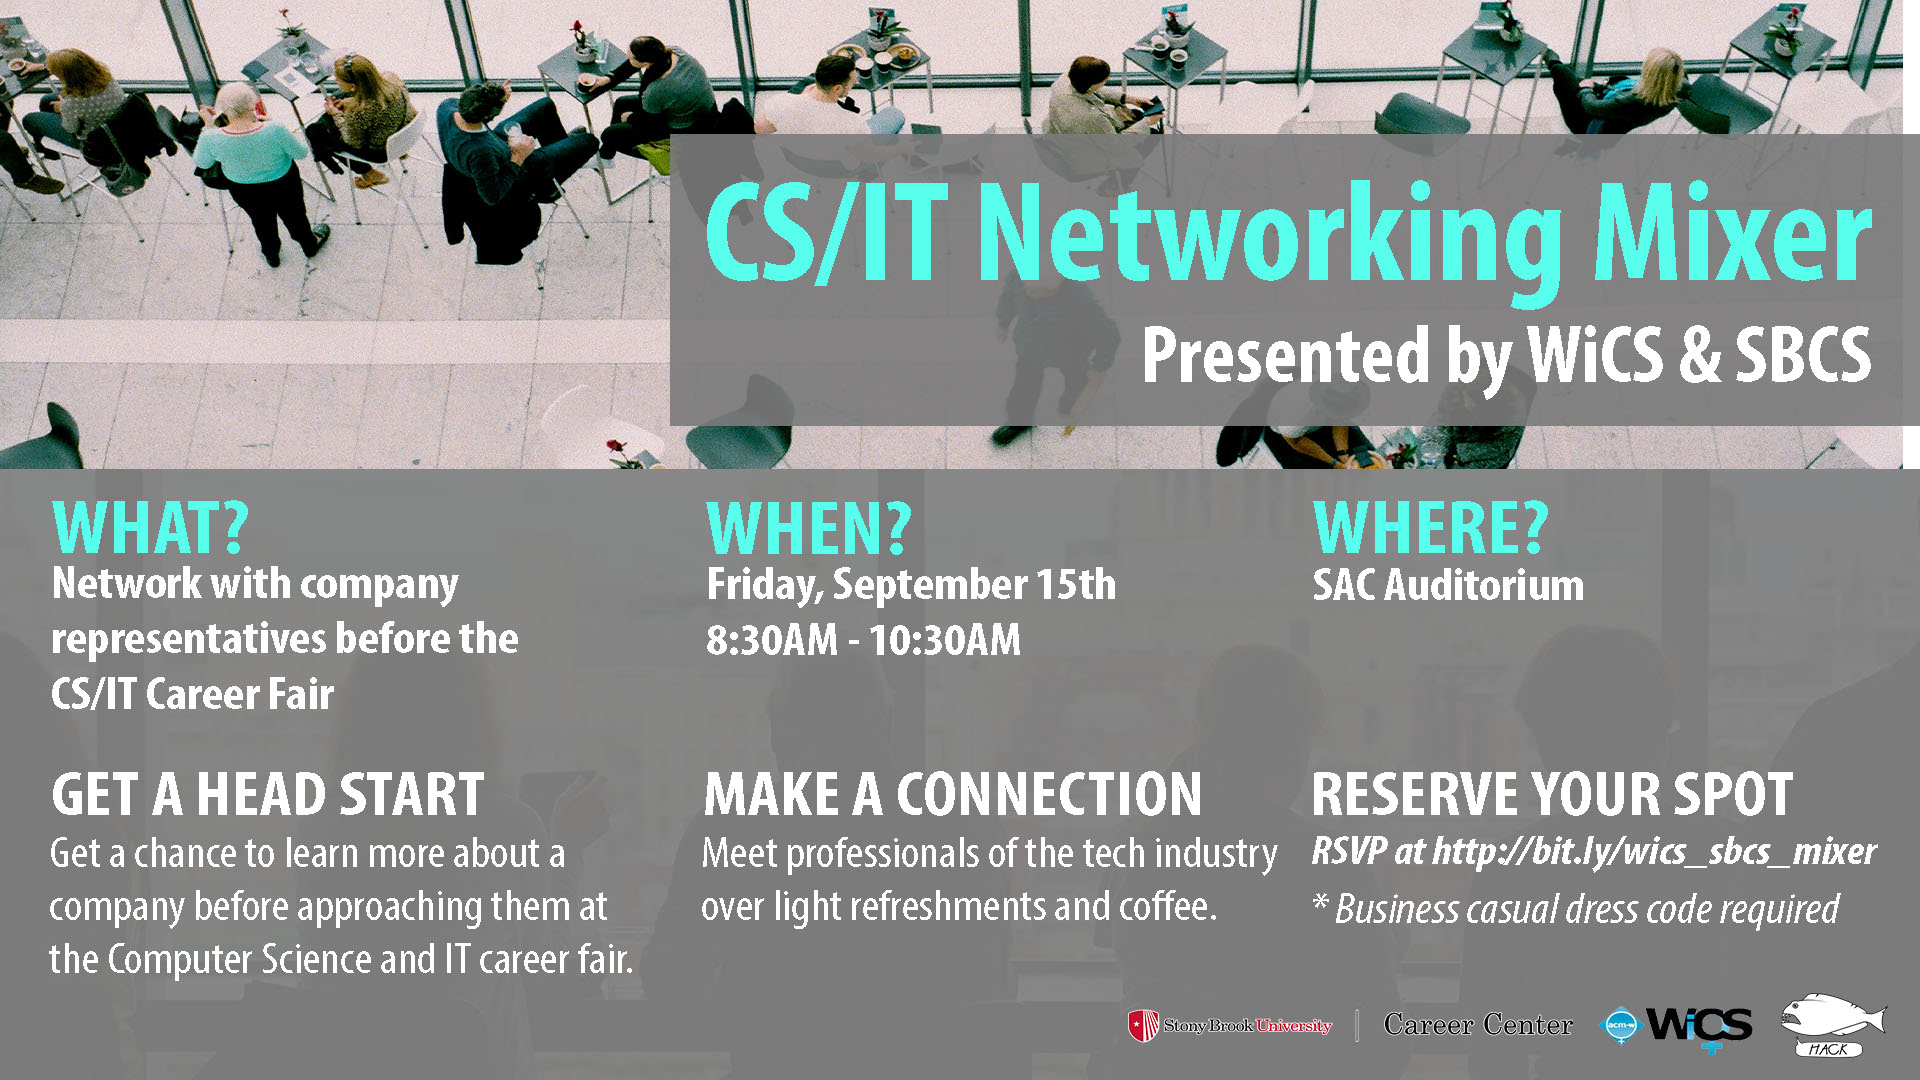 CS/IT Networking Mixer
Presented by WiCS & SBCS
WHAT?
Network with company
representatives before the
CS/IT Career Fair
WHEN?
Friday, September 15th
8:30AM - 10:30AM
WHERE?
SAC Auditorium
GET A HEAD START
Get a chance to learn more about a
company before approaching them at
the Computer Science and IT career fair.
MAKE A CONNECTION
Meet professionals of the tech industry
over light refreshments and coffee.
RESERVE YOUR SPOT
RSVP at http://bit.ly/wics_sbcs_mixer
* Business casual dress code required
Stony Brook University | Career Center
acm-w WiCS
HACK